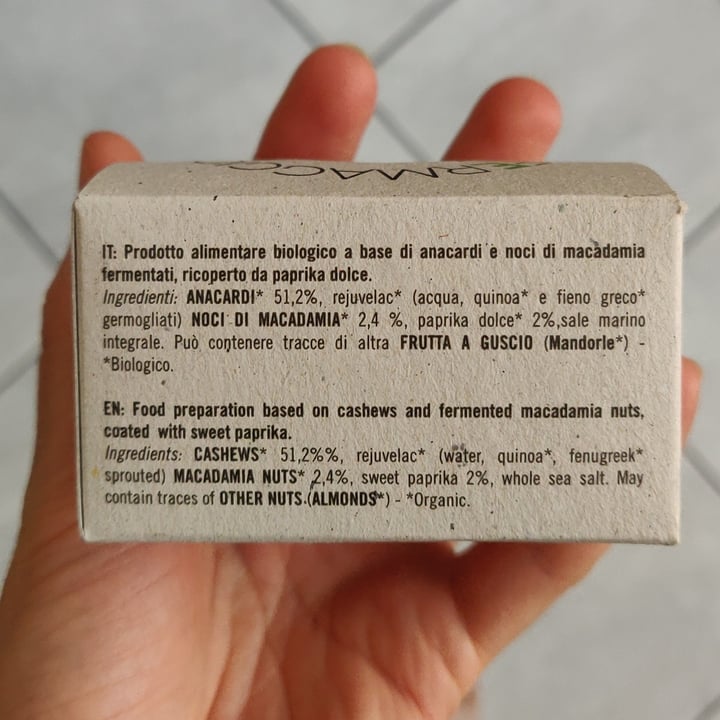 IT: Prodotto alimentare biologico a base di anacardi e noci di macadamia
fermentati, ricoperto da paprika dolce.
Ingredienti: ANACARDI* 51,2%, rejuvelac* (acqua, quinoa* e fieno greco*
germogliati) NOCI DI MACADAMIA* 2,4 %, paprika dolce* 2%,sale marino
integrale. Può contenere tracce di altra FRUTTA A GUSCIO (Mandorle*) -
*Biologico.
EN: Food preparation based on cashews and fermented macadamia nuts,
coated with sweet paprika.
Ingredients: CASHEWS* 51,2%%, rejuvelac* (water, quinoa*, fenugreek*
sprouted) MACADAMIA NUTS* 2,4%, sweet paprika 2%, whole sea salt. May
contain traces of OTHER NUTS (ALMONDS*) - *Organic.